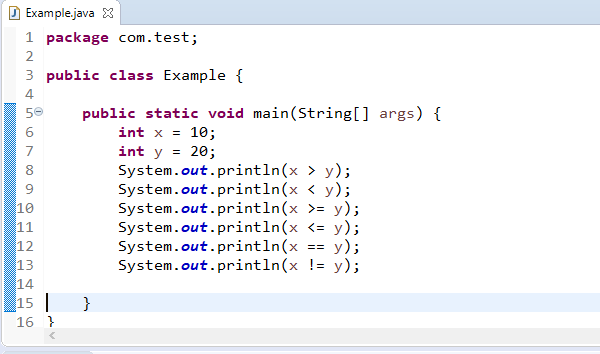 Example.java
1 package com.test;
2
3 public class Example {
4
5 public static void main(String[] args) {
6 int x = 10;
7 int y = 20;
8 System.out.println(x > y);
9 System.out.println(x < y);
10 System.out.println(x >= y);
11 System.out.println(x <= y);
12 System.out.println(x == y);
13 System.out.println(x != y);
14
15 }
16 }